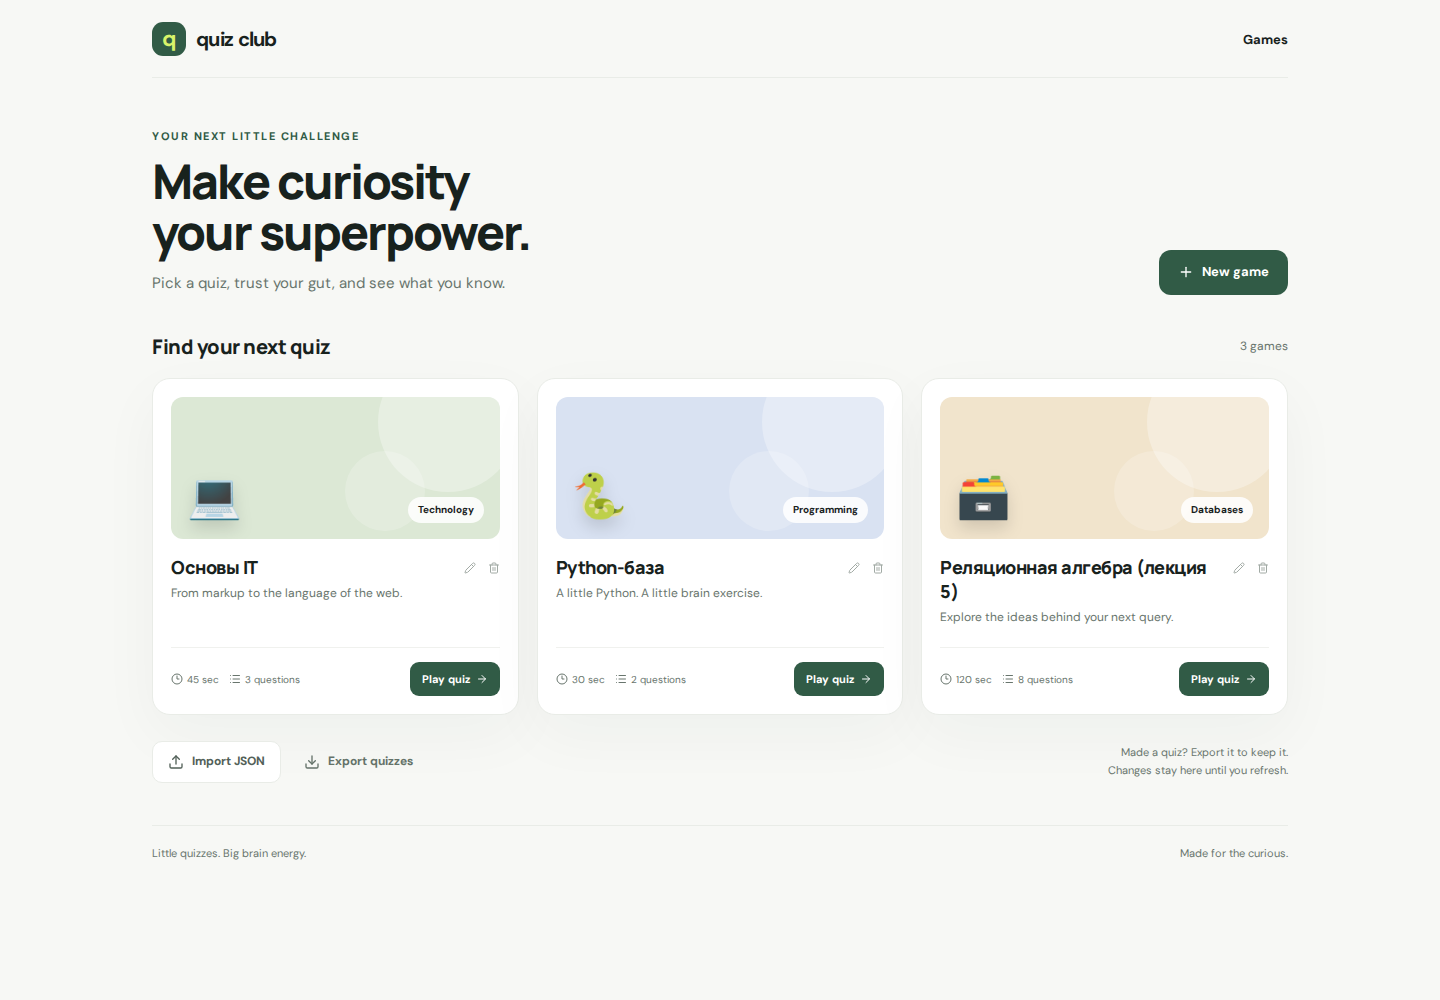 q quiz club
Games
YOUR NEXT LITTLE CHALLENGE
Make curiosity
your superpower.
Pick a quiz, trust your gut, and see what you know.
New game
Find your next quiz
3 games
Technology
Основы IT
From markup to the language of the web.
45 sec 3 questions
Play quiz
Programming
Python-база
A little Python. A little brain exercise.
30 sec 2 questions
Play quiz
Databases
Реляционная алгебра (лекция
5)
Explore the ideas behind your next query.
120 sec 8 questions
Play quiz
Import JSON
Export quizzes
Made a quiz? Export it to keep it.
Changes stay here until you refresh.
Little quizzes. Big brain energy.
Made for the curious.